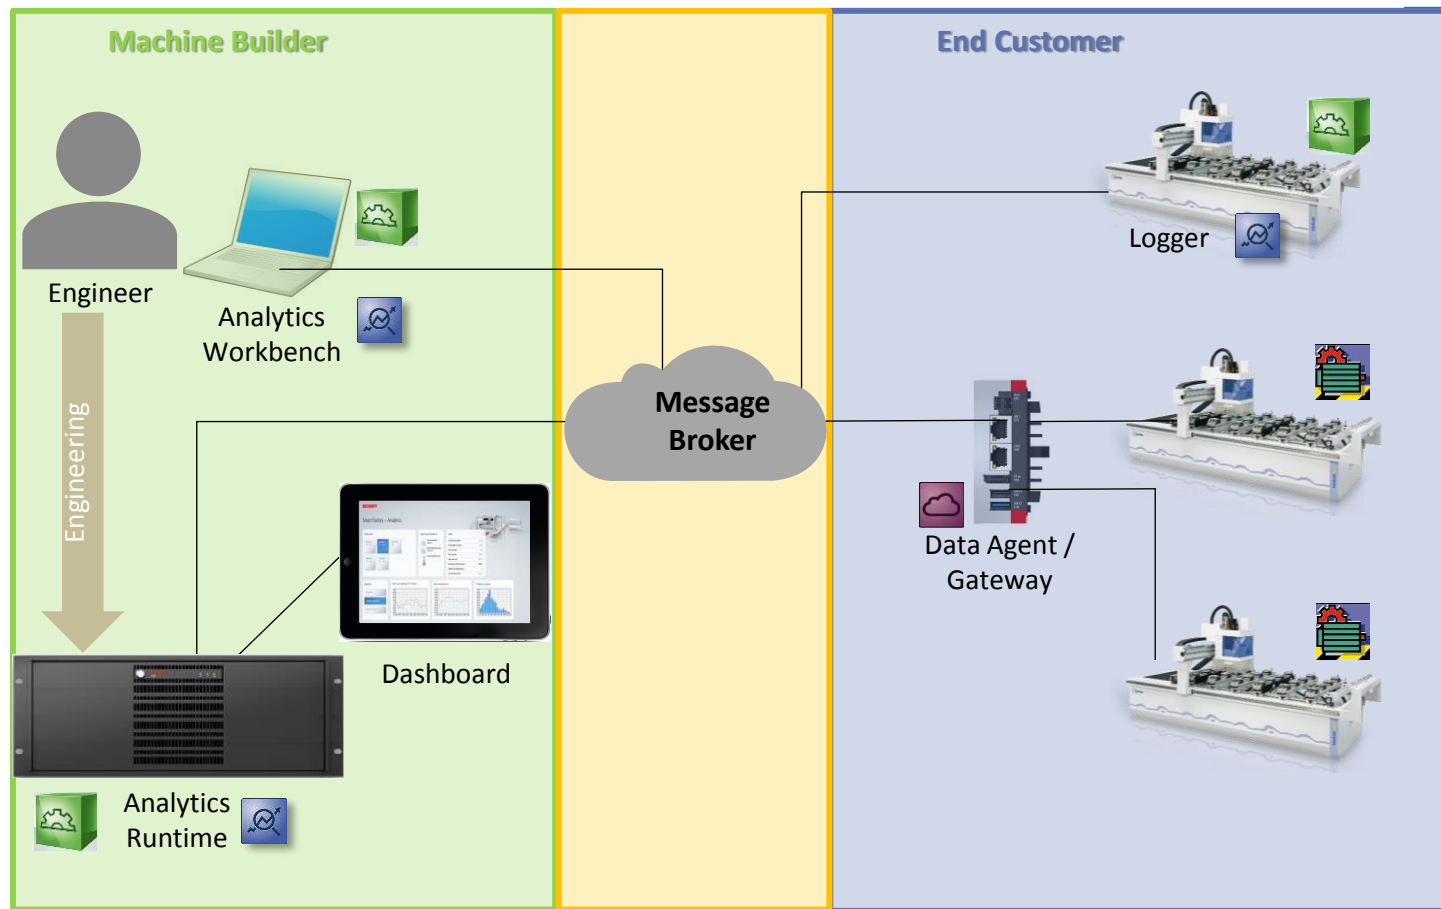 Machine Builder
End Customer
Engineer
Analytics
Workbench
Engineering
Message
Broker
Logger
Data Agent /
Gateway
Dashboard
Analytics
Runtime